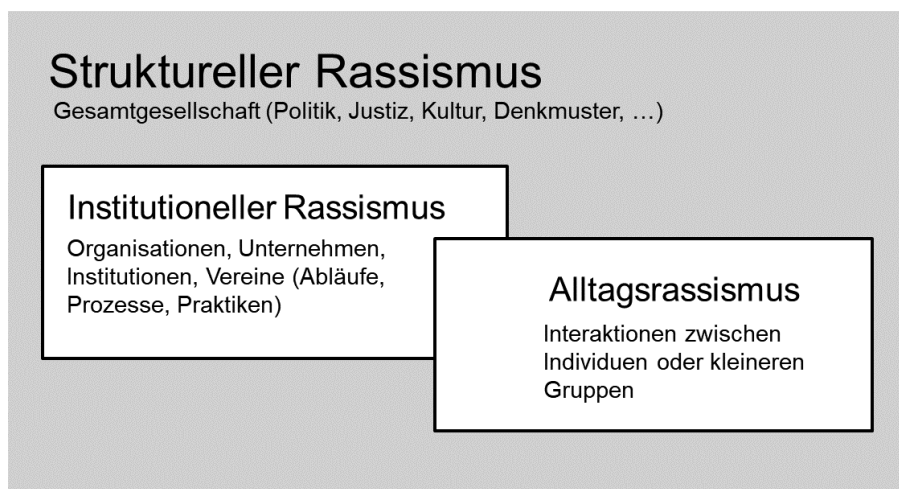 Struktureller Rassismus
Gesamtgesellschaft (Politik, Justiz, Kultur, Denkmuster, …)
Institutioneller Rassismus
Organisationen, Unternehmen,
Institutionen, Vereine (Abläufe,
Prozesse, Praktiken)
Alltagsrassismus
Interaktionen zwischen
Individuen oder kleineren
Gruppen